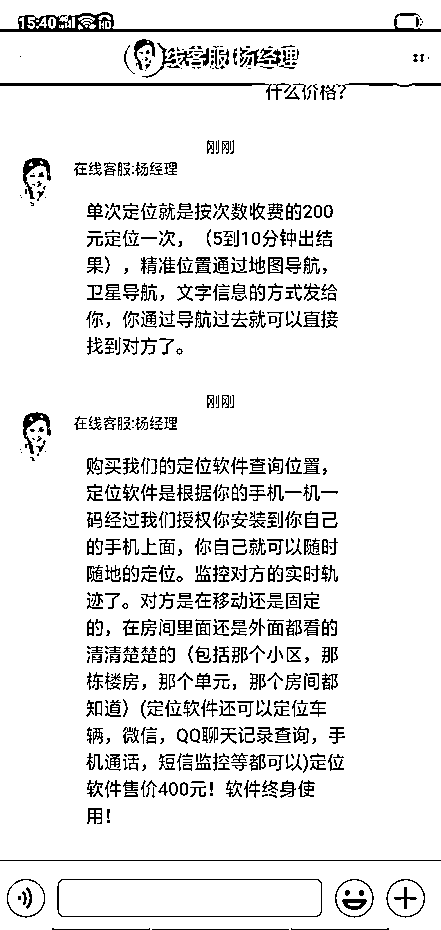 15:40
线客服:杨经理
什么价格？
刚刚
在线客服:杨经理
单次定位就是按次数收费的200
元定位一次，（5到10分钟出结
果），精准位置通过地图导航，
卫星导航，文字信息的方式发给
你，你通过导航过去就可以直接
找到对方了。
刚刚
在线客服:杨经理
购买我们的定位软件查询位置，
定位软件是根据你的手机一机一
码经过我们授权你安装到你自己
的手机上面，你自己就可以随时
随地的定位。监控对方的实时轨
迹了。对方是在移动还是固定
的，在房间里面还是外面都看的
清清楚楚的（包括那个小区，那
栋楼房，那个单元，那个房间都
知道）(定位软件还可以定位车
辆，微信，QQ聊天记录查询，手
机通话，短信监控等都可以)定位
软件售价400元！软件终身使
用！